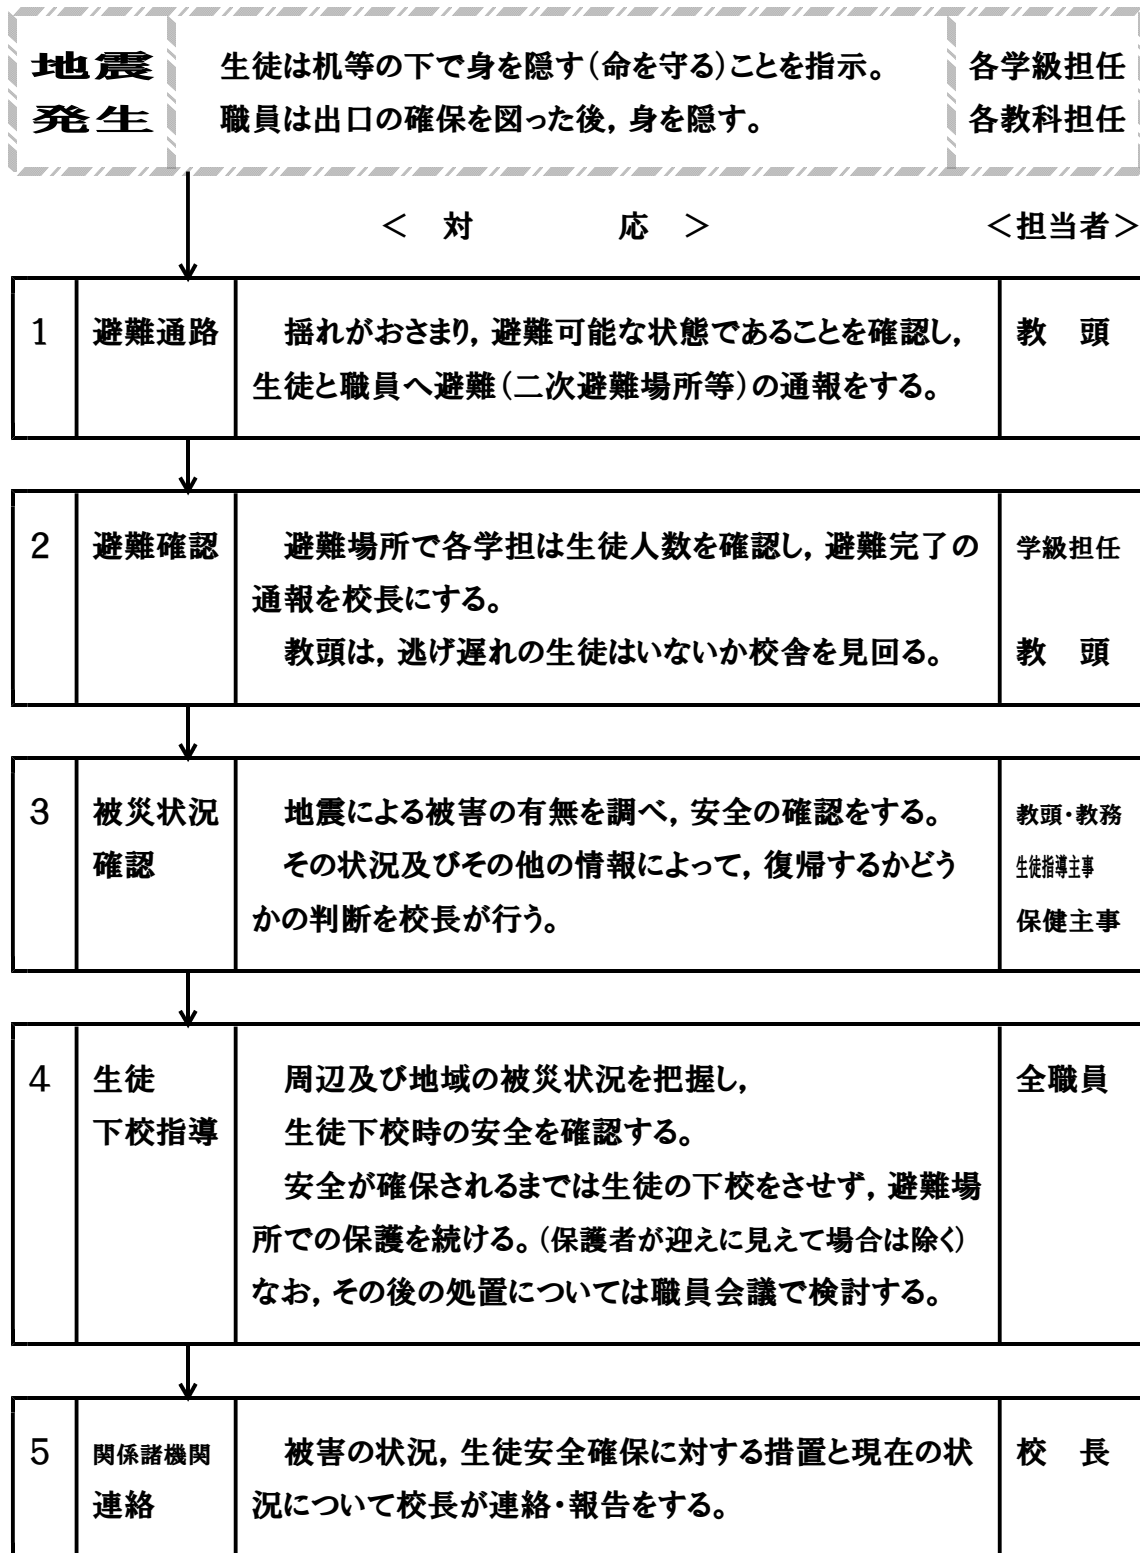 地震
発生
生徒は机等の下で身を隠す(命を守る)ことを指示。
職員は出口の確保を図った後,身を隠す。
各学級担任
各教科担任
＜　対　　　　応　＞
＜担当者＞
1
避難通路
揺れがおさまり,避難可能な状態であることを確認し,
生徒と職員へ避難(二次避難場所等)の通報をする。
教　頭
2
避難確認
避難場所で各学担は生徒人数を確認し,避難完了の
通報を校長にする。
教頭は,逃げ遅れの生徒はいないか校舎を見回る。
学級担任
教　頭
3
被災状況
確認
地震による被害の有無を調べ,安全の確認をする。
その状況及びその他の情報によって,復帰するかどう
かの判断を校長が行う。
教頭・教務
生徒指導主事
保健主事
4
生徒
下校指導
周辺及び地域の被災状況を把握し,
生徒下校時の安全を確認する。
安全が確保されるまでは生徒の下校をさせず,避難場
所での保護を続ける。(保護者が迎えに見えて場合は除く)
なお,その後の処置については職員会議で検討する。
全職員
5
関係諸機関
連絡
被害の状況,生徒安全確保に対する措置と現在の状
況について校長が連絡・報告をする。
校　長